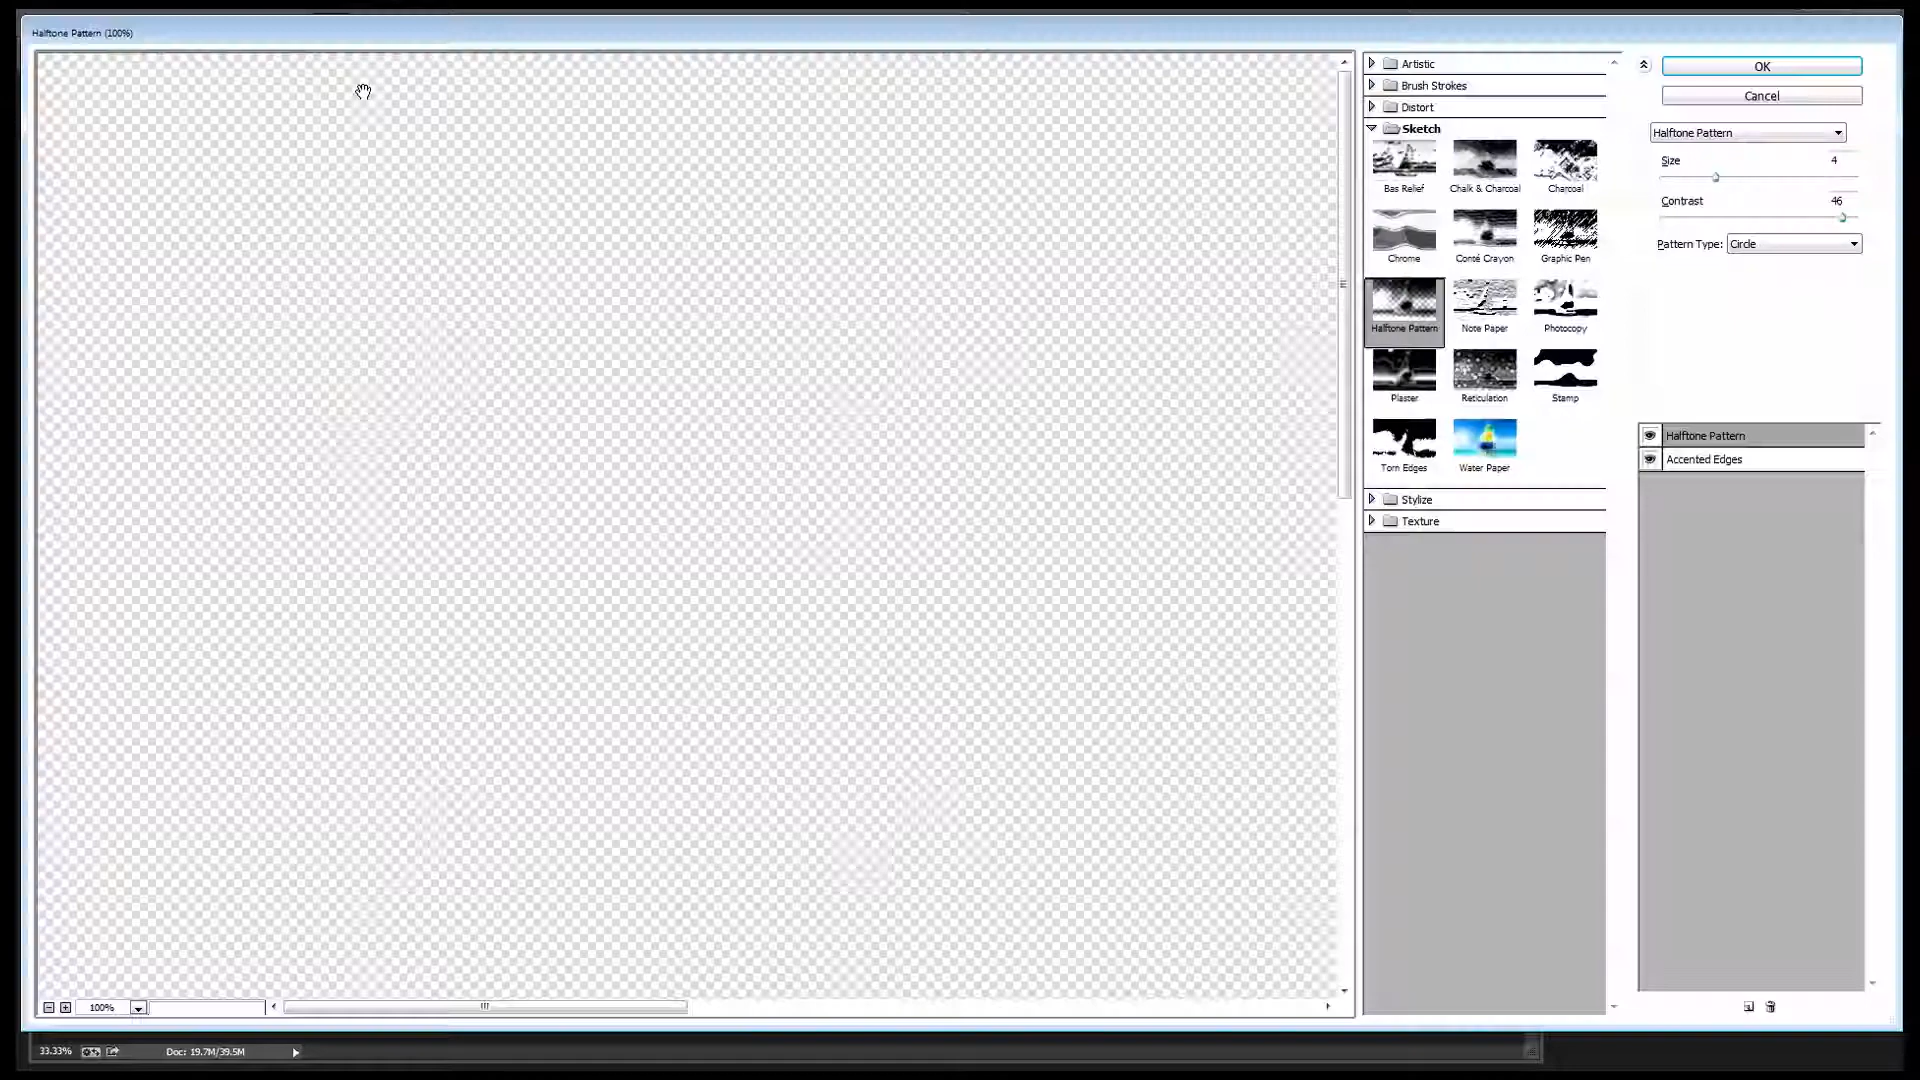 Halftone Pattern (100%)
Artistic
Brush Strokes
Distort
Sketch
Bas Relief
Chalk & Charcoal
Charcoal
Chrome
Conté Crayon
Graphic Pen
Halftone Pattern
Note Paper
Photocopy
Plaster
Reticulation
Stamp
Torn Edges
Water Paper
Stylize
Texture
OK
Cancel
Halftone Pattern
Size 4
Contrast 46
Pattern Type: Circle
Halftone Pattern
Accented Edges
100%
33.33%
Doc: 19.7M/39.5M